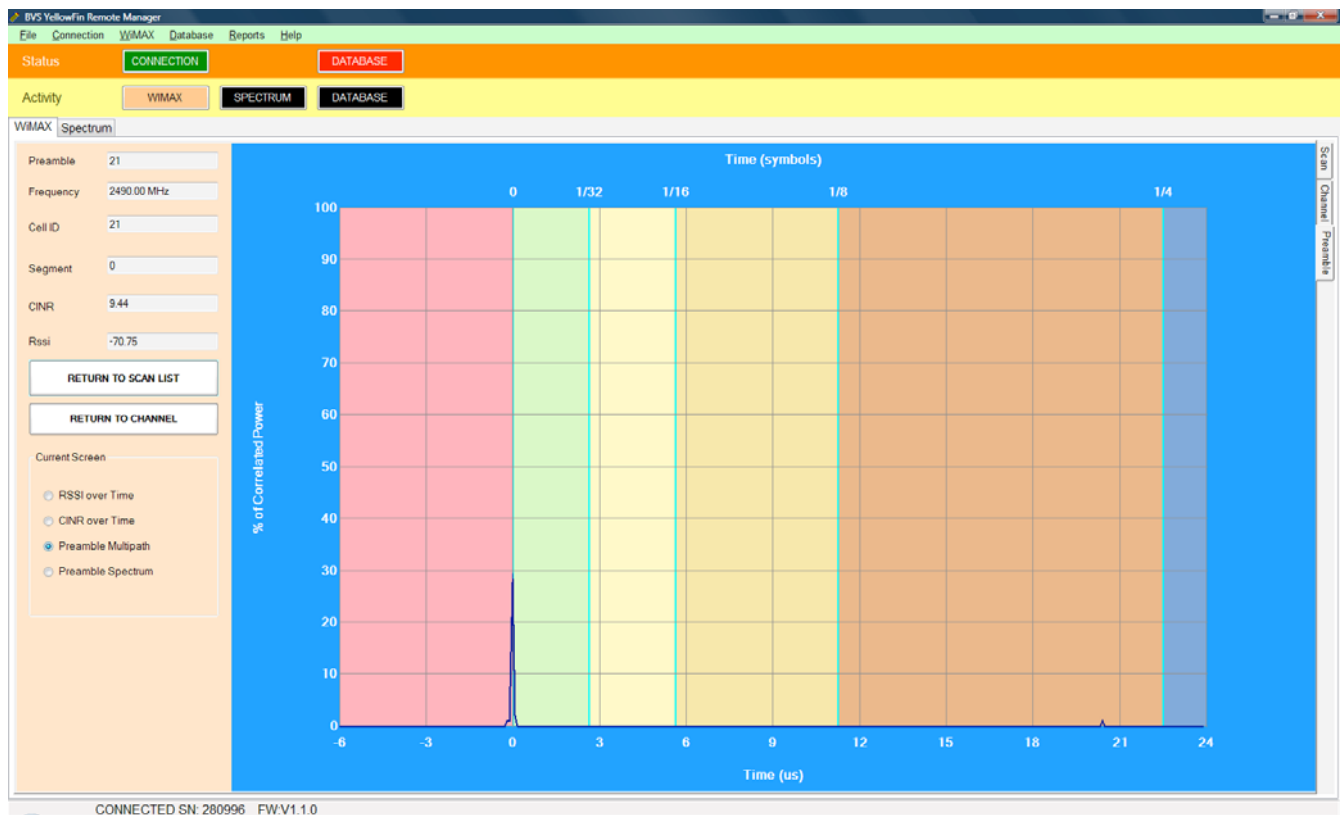 BVS YellowFin Remote Manager
File Connection WiMAX Database Reports Help
Status CONNECTION DATABASE
Activity WIMAX SPECTRUM DATABASE
WiMAX Spectrum
Preamble 21
Frequency 2490.00 MHz
Cell ID 21
Segment 0
CINR 9.44
Rssi -70.75
RETURN TO SCAN LIST
RETURN TO CHANNEL
Current Screen
RSSI over Time
CINR over Time
Preamble Multipath
Preamble Spectrum
Time (symbols)
0 1/32 1/16 1/8 1/4
% of Correlated Power
100
90
80
70
60
50
40
30
20
10
0
-6 -3 0 3 6 9 12 15 18 21 24
Time (us)
Scan
Channel
Preamble
CONNECTED SN: 280996 FW:V1.1.0